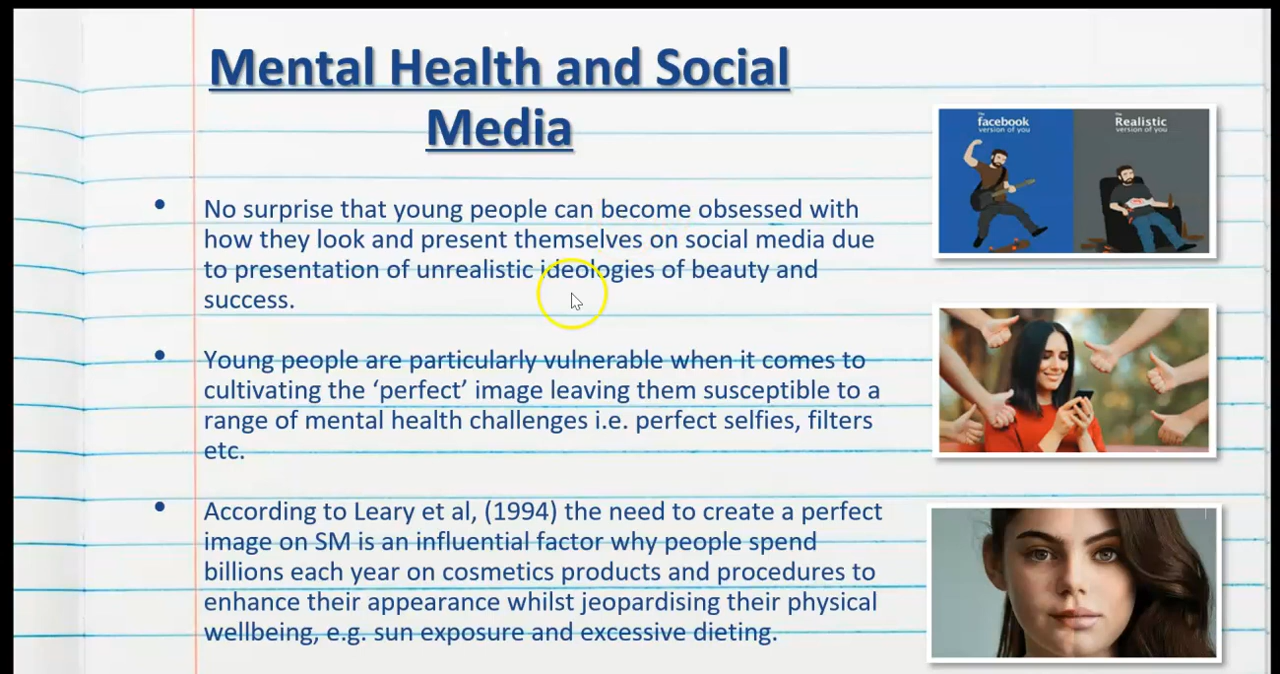 Mental Health and Social
Media
• No surprise that young people can become obsessed with
how they look and present themselves on social media due
to presentation of unrealistic ideologies of beauty and
success.
• Young people are particularly vulnerable when it comes to
cultivating the ‘perfect’ image leaving them susceptible to a
range of mental health challenges i.e. perfect selfies, filters
etc.
• According to Leary et al, (1994) the need to create a perfect
image on SM is an influential factor why people spend
billions each year on cosmetics products and procedures to
enhance their appearance whilst jeopardising their physical
wellbeing, e.g. sun exposure and excessive dieting.
The
facebook
version of you
The
Realistic
version of you